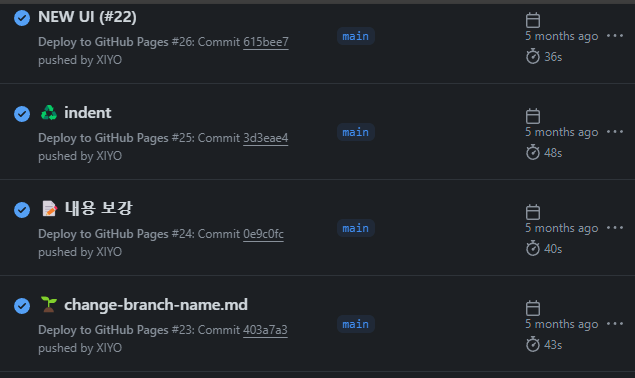 NEW UI (#22)
Deploy to GitHub Pages #26: Commit 615bee7
pushed by XIYO
main
5 months ago
36s
indent
Deploy to GitHub Pages #25: Commit 3d3eae4
pushed by XIYO
main
5 months ago
48s
내용 보강
Deploy to GitHub Pages #24: Commit 0e9c0fc
pushed by XIYO
main
5 months ago
40s
change-branch-name.md
Deploy to GitHub Pages #23: Commit 403a7a3
pushed by XIYO
main
5 months ago
43s